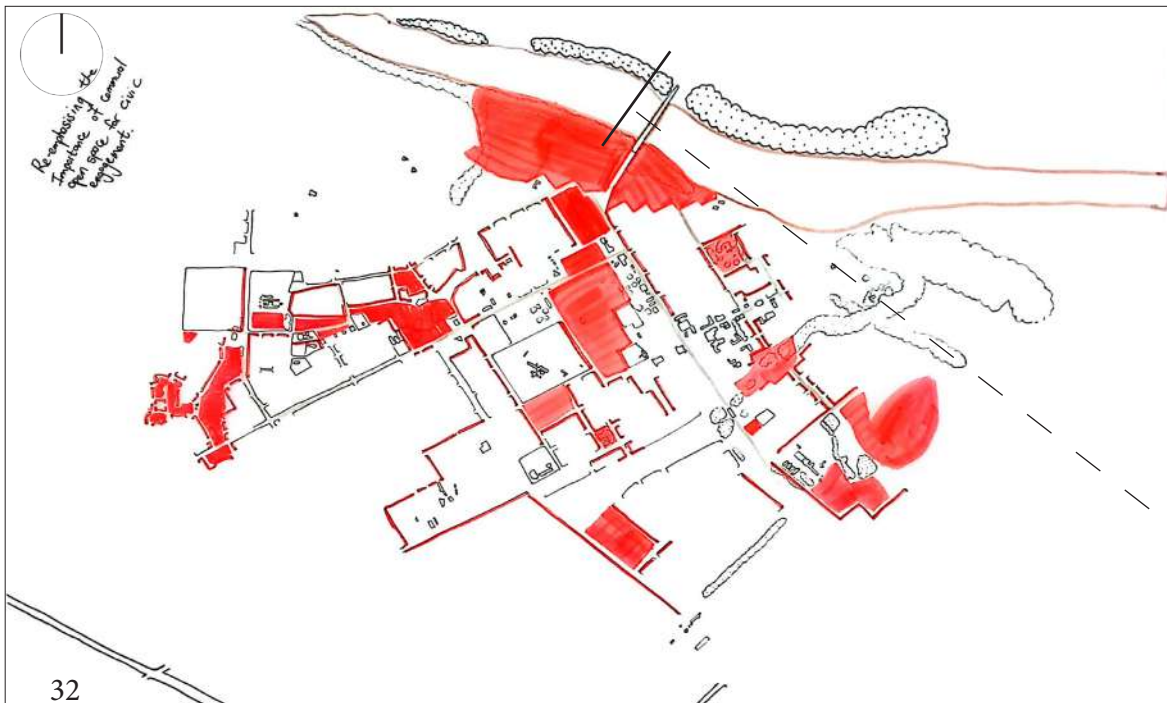 Re-emphasising the
Importance of communal
open space for civic
engagement.
32